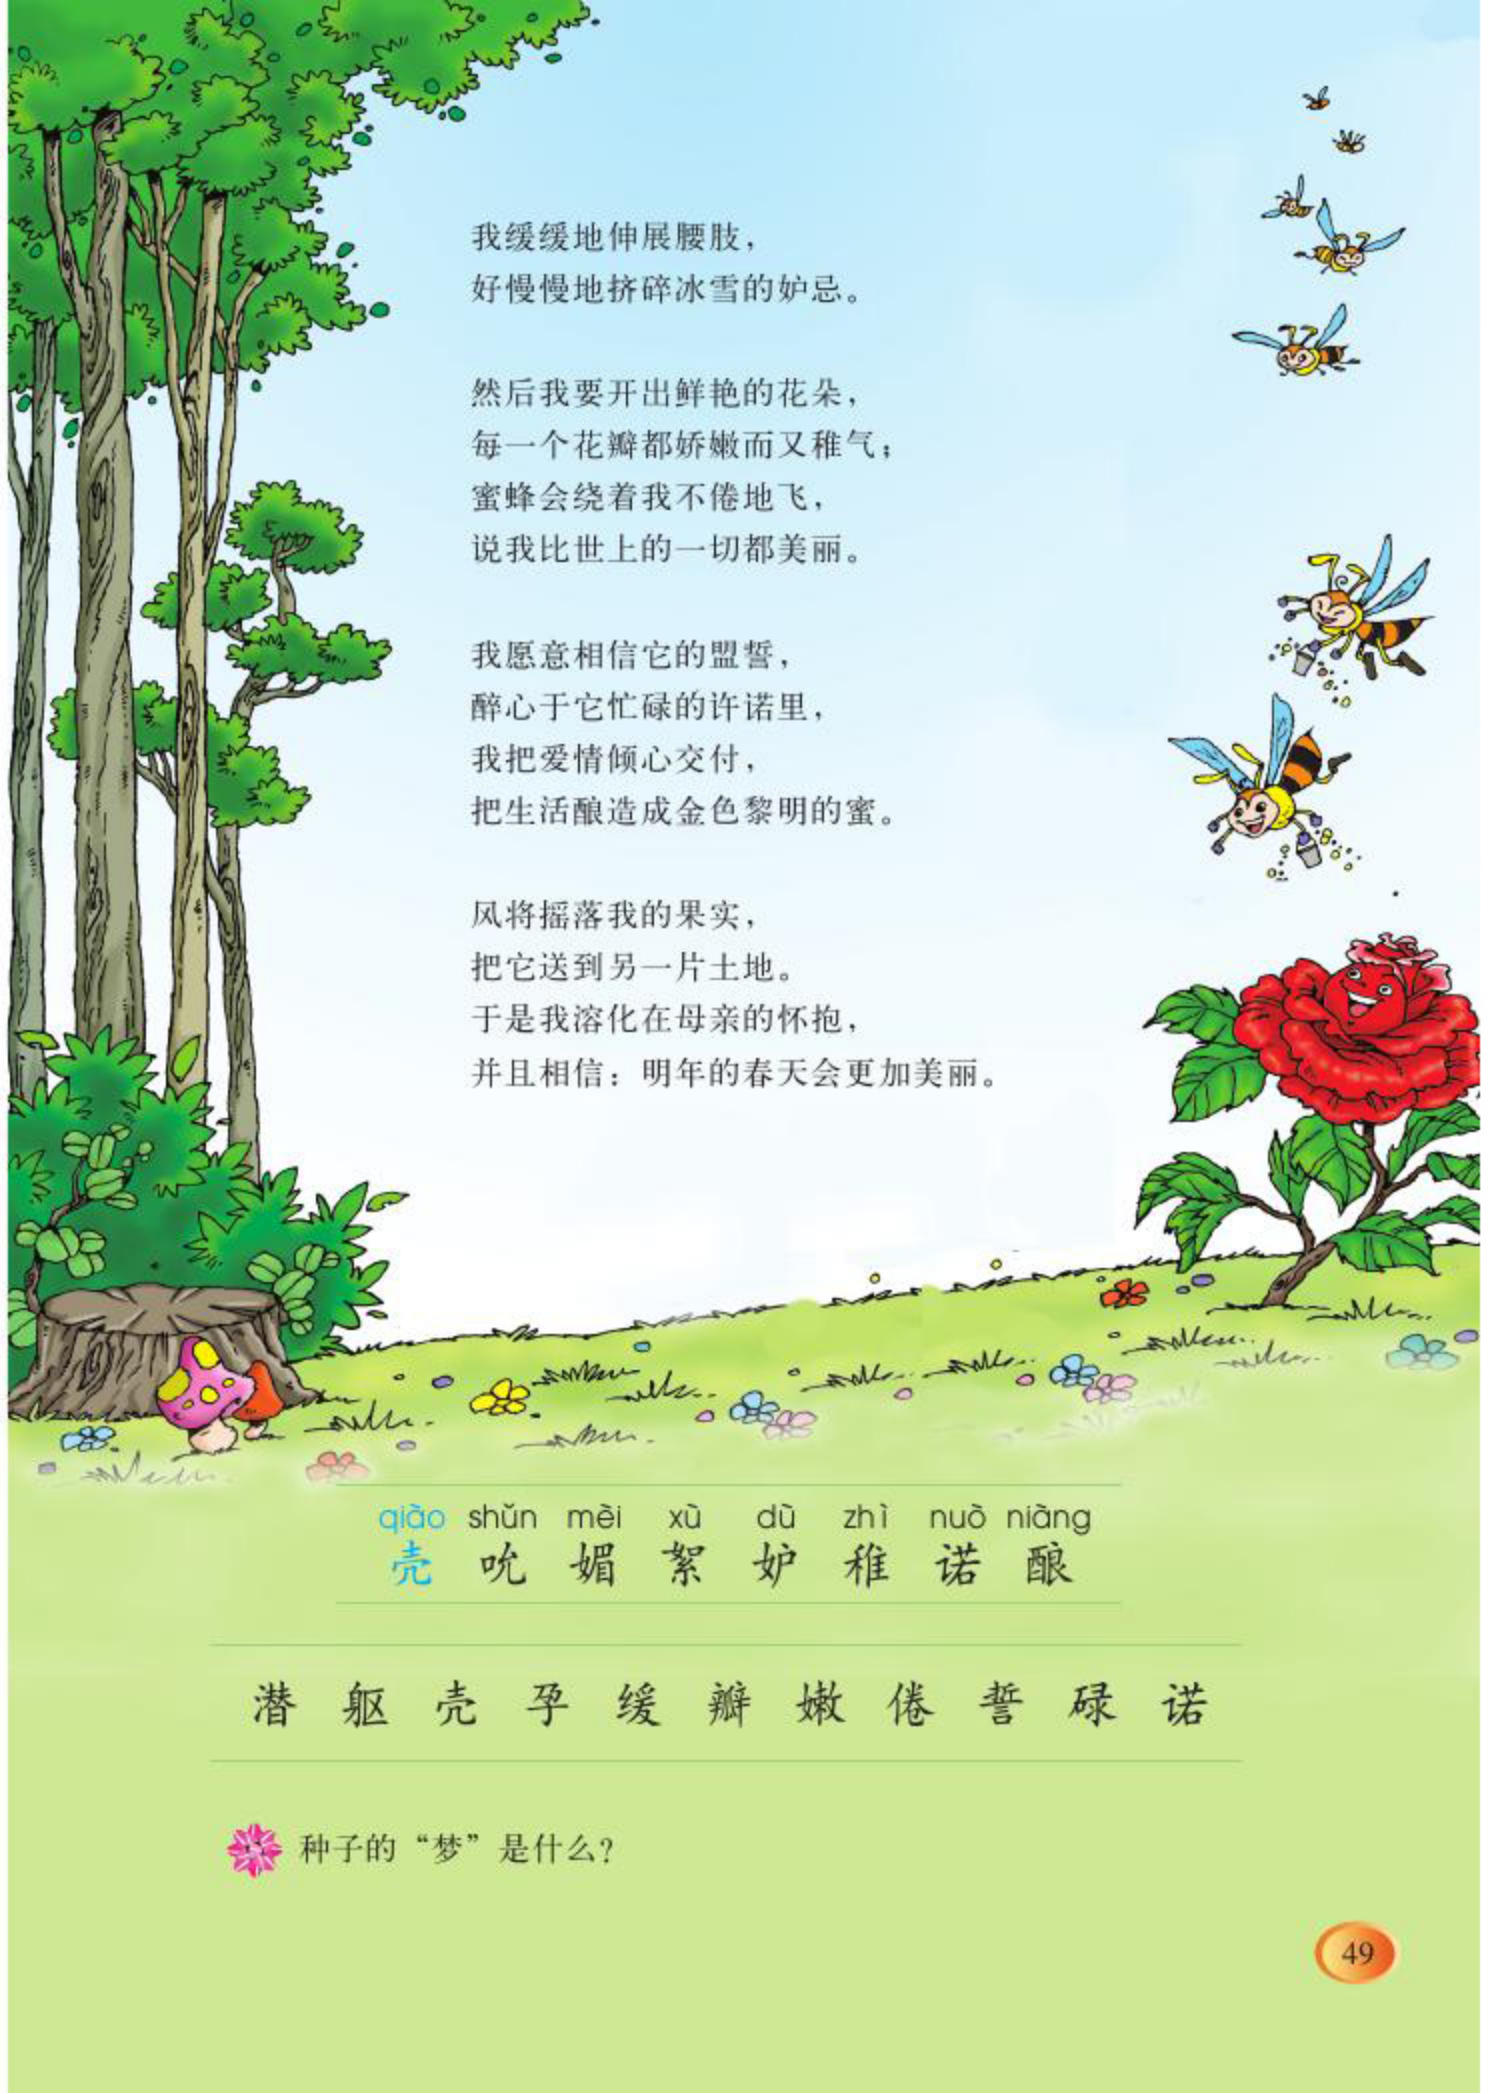 我缓缓地伸展腰肢，
好慢慢地挤碎冰雪的妒忌。
然后我要开出鲜艳的花朵，
每一个花瓣都娇嫩而又稚气；
蜜蜂会绕着我不倦地飞，
说我比世上的一切都美丽。
我愿意相信它的盟誓，
醉心于它忙碌的许诺里，
我把爱情倾心交付，
把生活酿造成金色黎明的蜜。
风将摇落我的果实，
把它送到另一片土地。
于是我溶化在母亲的怀抱，
并且相信：明年的春天会更加美丽。
qiào shǔn mèi xù dù zhì nuò niàng
壳 吮 媚 絮 妒 稚 诺 酿
潜 躯 壳 孕 缓 瓣 嫩 倦 誓 碌 诺
种子的“梦”是什么？
49